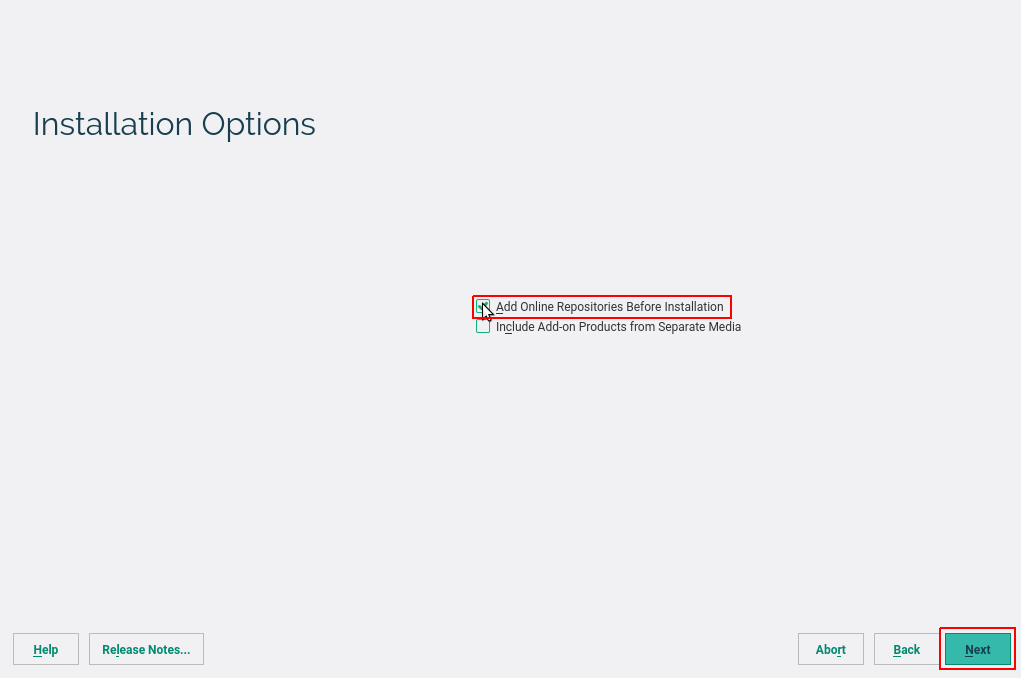 Installation Options
Add Online Repositories Before Installation
Include Add-on Products from Separate Media
Help Release Notes... Abort Back Next